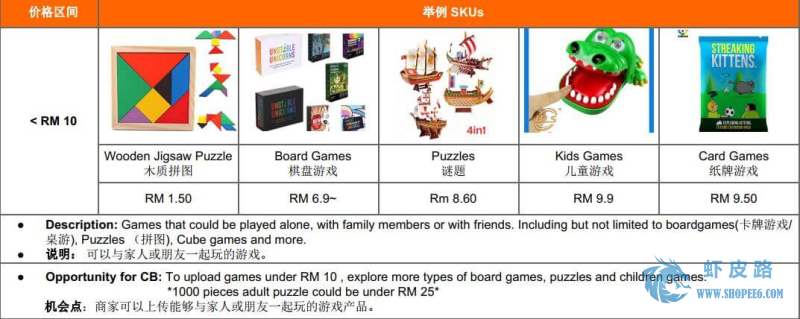 价格区间 举例 SKUs
< RM 10
UNSTABLE
UNICORNS
4in1
STREAKING
KITTENS
Wooden Jigsaw Puzzle Board Games Puzzles Kids Games Card Games
木质拼图 棋盘游戏 谜题 儿童游戏 纸牌游戏
RM 1.50 RM 6.9~ Rm 8.60 RM 9.9 RM 9.50
● Description: Games that could be played alone, with family members or with friends. Including but not limited to boardgames(卡牌游戏/
桌游), Puzzles （拼图), Cube games and more.
● 说明: 可以与家人或朋友一起玩的游戏。
● Opportunity for CB: To upload games under RM 10 , explore more types of board games, puzzles and children games.
*1000 pieces adult puzzle could be under RM 25*
机会点: 商家可以上传能够与家人或朋友一起玩的游戏产品。
虾皮路
WWW.SHOPEE6.COM